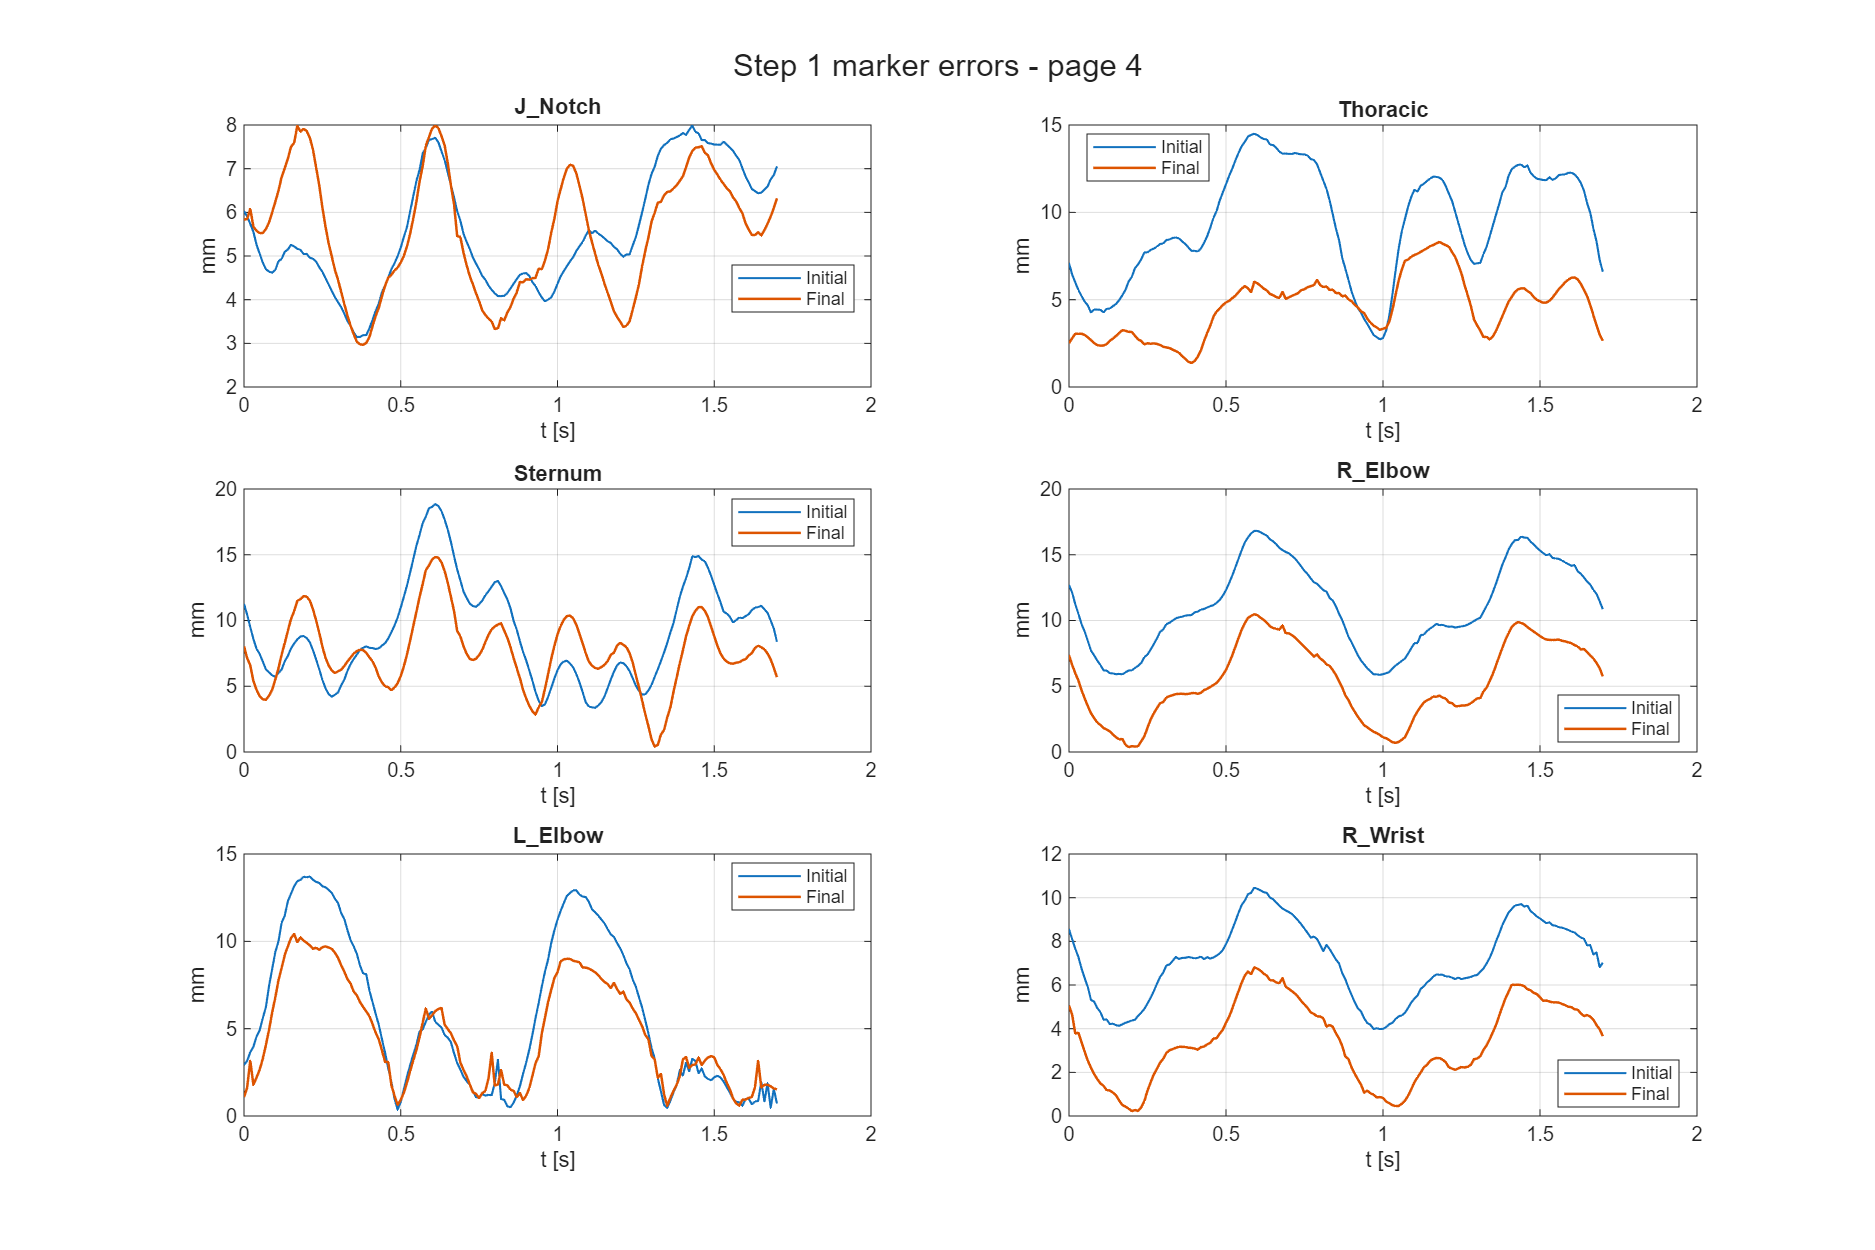 Step 1 marker errors - page 4
J_Notch
8
7
6
5
4
3
2
mm
Initial
Final
0 0.5 1 1.5 2
t [s]
Thoracic
15
10
5
0
mm
Initial
Final
0 0.5 1 1.5 2
t [s]
Sternum
20
15
10
5
0
mm
Initial
Final
0 0.5 1 1.5 2
t [s]
R_Elbow
20
15
10
5
0
mm
Initial
Final
0 0.5 1 1.5 2
t [s]
L_Elbow
15
10
5
0
mm
Initial
Final
0 0.5 1 1.5 2
t [s]
R_Wrist
12
10
8
6
4
2
0
mm
Initial
Final
0 0.5 1 1.5 2
t [s]